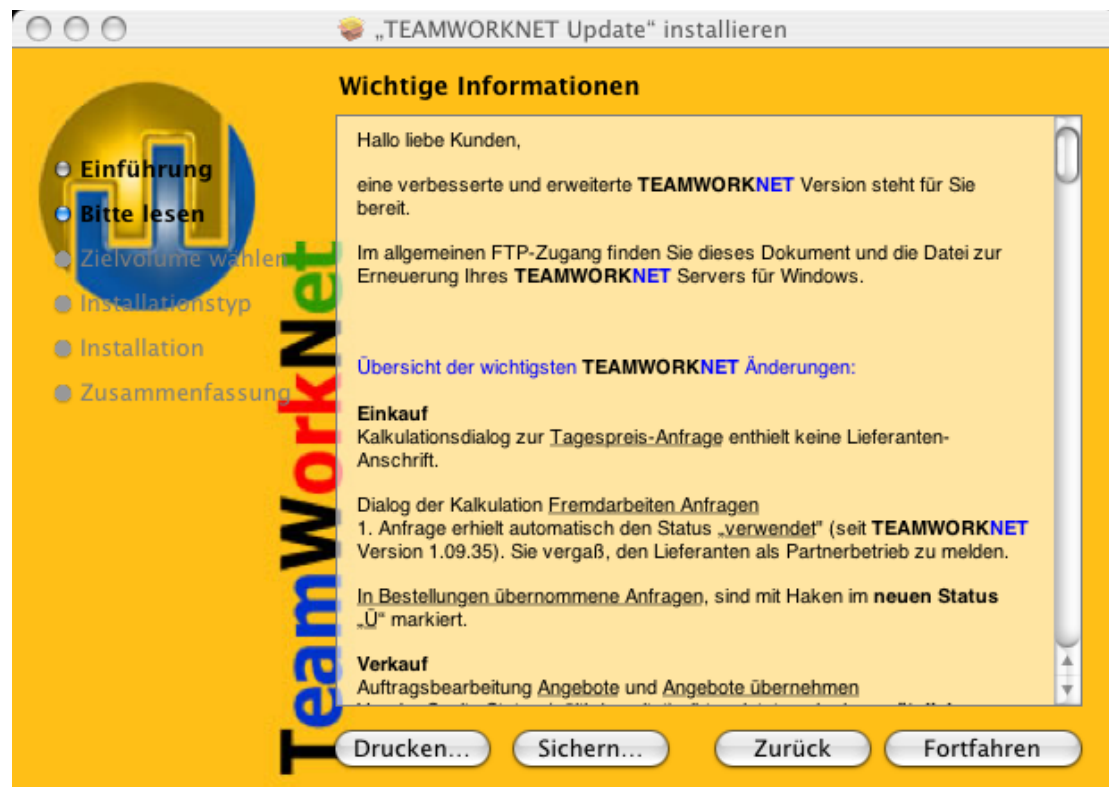 „TEAMWORKNET Update“ installieren
Wichtige Informationen
Einführung
Bitte lesen
Zielvolume wählen
Installationstyp
Installation
Zusammenfassung
TeamWorkNet
Hallo liebe Kunden,
eine verbesserte und erweiterte TEAMWORKNET Version steht für Sie
bereit.
Im allgemeinen FTP-Zugang finden Sie dieses Dokument und die Datei zur
Erneuerung Ihres TEAMWORKNET Servers für Windows.
Übersicht der wichtigsten TEAMWORKNET Änderungen:
Einkauf
Kalkulationsdialog zur Tagespreis-Anfrage enthielt keine Lieferanten-
Anschrift.
Dialog der Kalkulation Fremdarbeiten Anfragen
1. Anfrage erhielt automatisch den Status „verwendet" (seit TEAMWORKNET
Version 1.09.35). Sie vergaß, den Lieferanten als Partnerbetrieb zu melden.
In Bestellungen übernommene Anfragen, sind mit Haken im neuen Status
„Ü“ markiert.
Verkauf
Auftragsbearbeitung Angebote und Angebote übernehmen
Drucken...
Sichern...
Zurück
Fortfahren